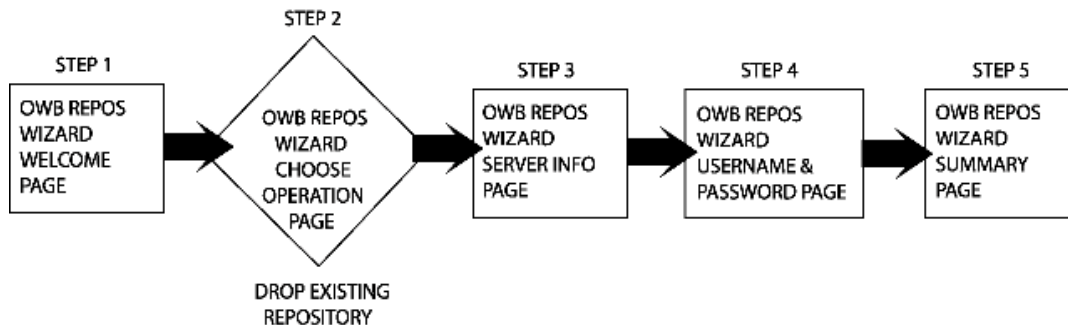 STEP 1
OWB REPOS
WIZARD
WELCOME
PAGE
STEP 2
OWB REPOS
WIZARD
CHOOSE
OPERATION
PAGE
DROP EXISTING
REPOSITORY
STEP 3
OWB REPOS
WIZARD
SERVER INFO
PAGE
STEP 4
OWB REPOS
WIZARD
USERNAME &
PASSWORD PAGE
STEP 5
OWB REPOS
WIZARD
SUMMARY
PAGE